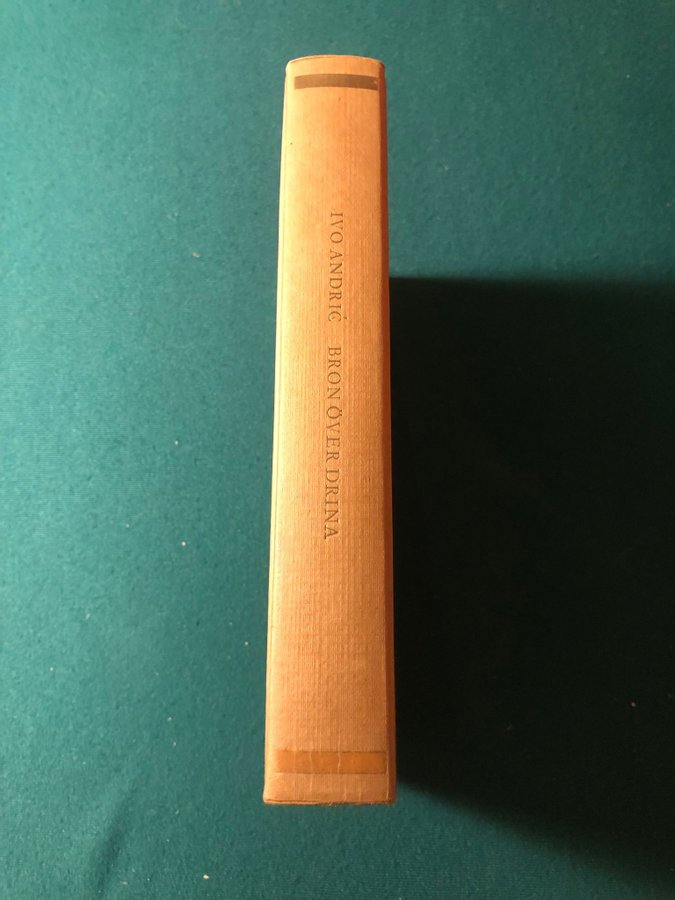 IVO ANDRIĆ BRON ÖVER DRINA